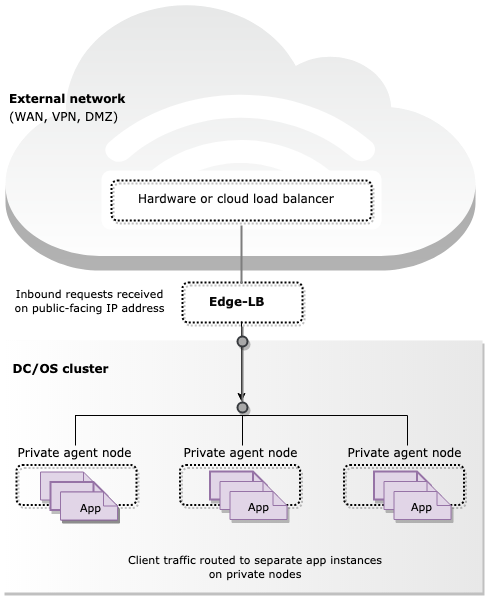 External network
(WAN, VPN, DMZ)
Hardware or cloud load balancer
Inbound requests received
on public-facing IP address
Edge-LB
DC/OS cluster
Private agent node
Private agent node
Private agent node
App
App
App
Client traffic routed to separate app instances
on private nodes